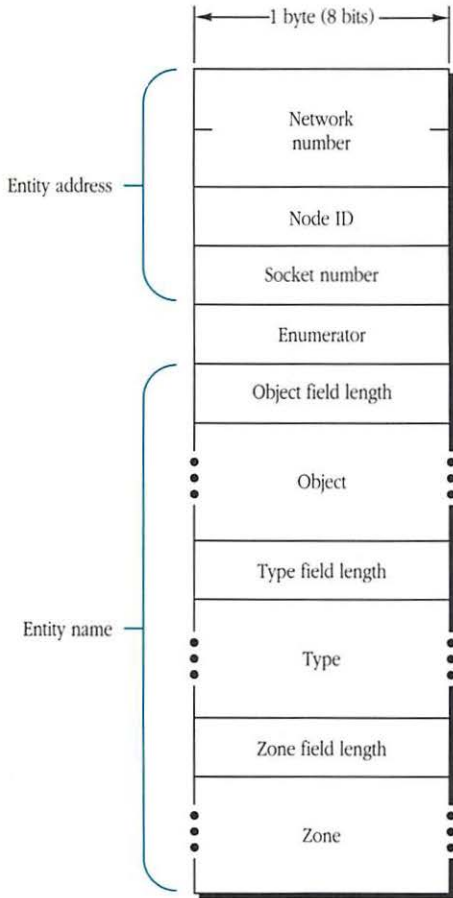 1 byte (8 bits)
Network
number
Entity address
Node ID
Socket number
Enumerator
Object field length
Object
Type field length
Entity name
Type
Zone field length
Zone